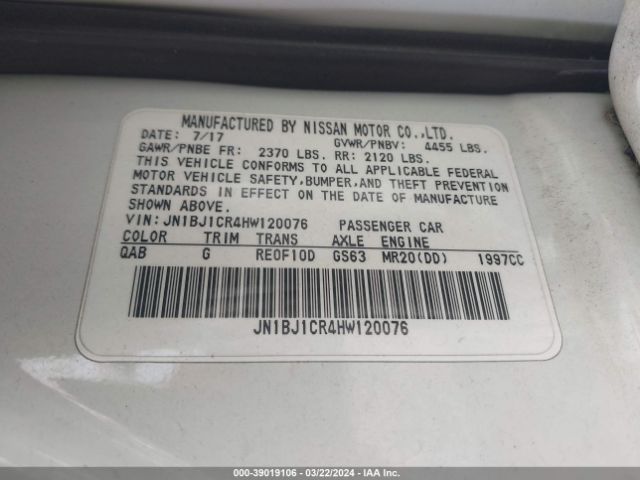 MANUFACTURED BY NISSAN MOTOR CO.,LTD.
DATE: 7/17 GVWR/PNBV: 4455 LBS.
GAWR/PNBE FR: 2370 LBS. RR: 2120 LBS.
THIS VEHICLE CONFORMS TO ALL APPLICABLE FEDERAL
MOTOR VEHICLE SAFETY,BUMPER,AND THEFT PREVENTION
STANDARDS IN EFFECT ON THE DATE OF MANUFACTURE
SHOWN ABOVE.
VIN: JN1BJ1CR4HW120076 PASSENGER CAR
COLOR TRIM TRANS AXLE ENGINE
QAB G RE0F10D GS63 MR20(DD) 1997CC
JN1BJ1CR4HW120076
000-39019106 - 03/22/2024 - IAA Inc.